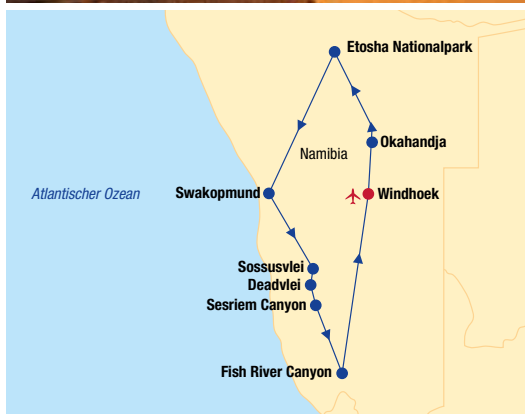 Etosha Nationalpark
Okahandja
Namibia
Atlantischer Ozean
Swakopmund
Windhoek
Sossusvlei
Deadvlei
Sesriem Canyon
Fish River Canyon